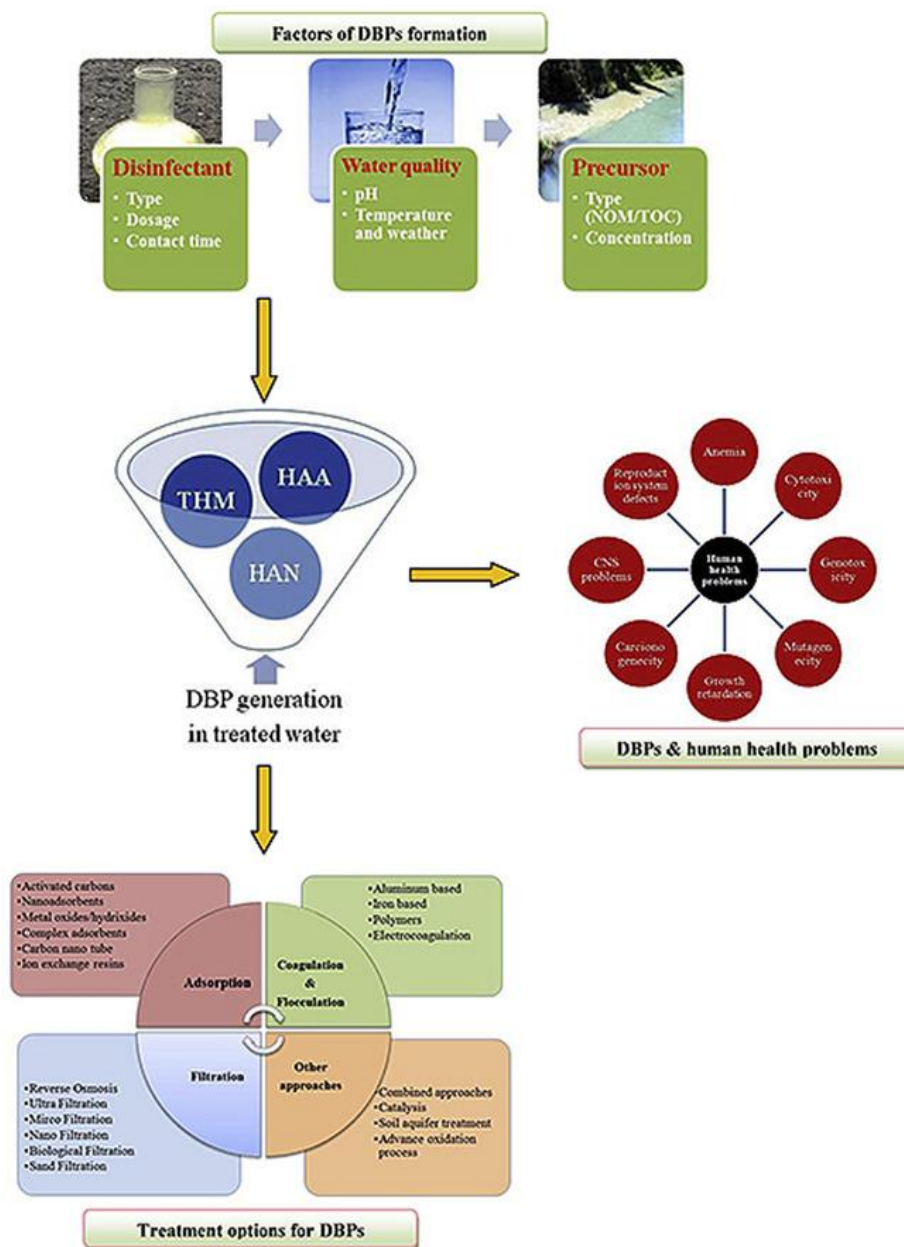 Factors of DBPs formation
Disinfectant
• Type
• Dosage
• Contact time
Water quality
• pH
• Temperature
and weather
Precursor
• Type
(NOM/TOC)
• Concentration
THM
HAA
HAN
DBP generation
in treated water
Anemia
Cytotoxi
city
Genotox
icity
Mutagen
ecity
Growth
retardation
Carciono
genecity
CNS
problems
Reproduct
ion system
defects
Human
health
problems
DBPs & human health problems
•Activated carbons
•Nanoadsorbents
•Metal oxides/hydrixides
•Complex adsorbents
•Carbon nano tube
•Ion exchange resins
Adsorption
•Aluminum based
•Iron based
•Polymers
•Electrocoagulation
Coagulation
&
Flocculation
•Reverse Osmosis
•Ultra Filtration
•Mirco Filtration
•Nano Filtration
•Biological Filtration
•Sand Filtration
Filtration
Other
approaches
•Combined approaches
•Catalysis
•Soil aquifer treatment
•Advance oxidation
process
Treatment options for DBPs